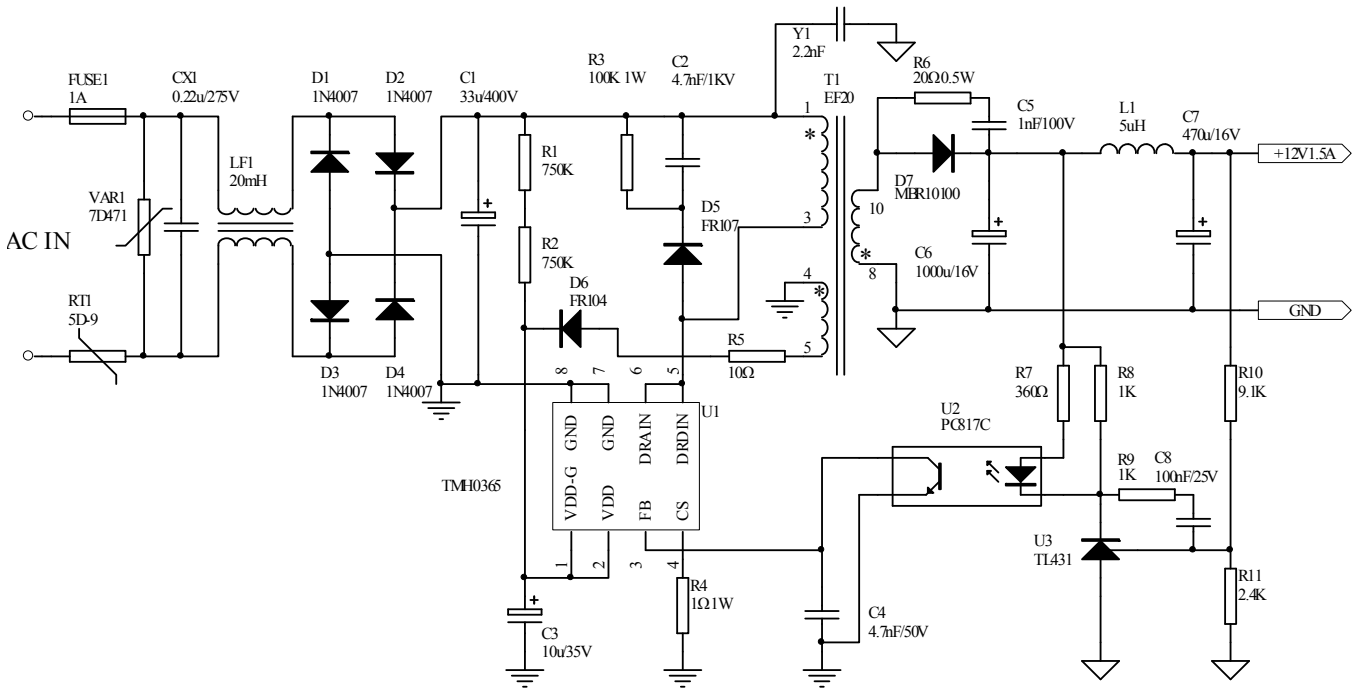 FUSE1
1A
CX1
0.22u/275V
D1
1N4007
D2
1N4007
C1
33u/400V
R3
100K 1W
C2
4.7nF/1KV
Y1
2.2nF
T1
EF20
R6
20Ω0.5W
C5
1nF/100V
L1
5uH
C7
470u/16V
+12V1.5A
LF1
20mH
VAR1
7D471
AC IN
RT1
5D-9
R1
750K
R2
750K
D5
FR107
1
*
3
4
*
5
10
*
8
D7
MBR10100
C6
1000u/16V
GND
D6
FR104
R5
10Ω
D3
1N4007
D4
1N4007
8
7
6
5
U1
GND
GND
DRAIN
DRDIN
VDD-G
VDD
FB
CS
1
2
3
4
TMH0365
R7
360Ω
R8
1K
R10
9.1K
U2
PC817C
R9
1K
C8
100nF/25V
U3
TL431
R11
2.4K
R4
1Ω1W
C3
10u/35V
C4
4.7nF/50V
+
+
+
+